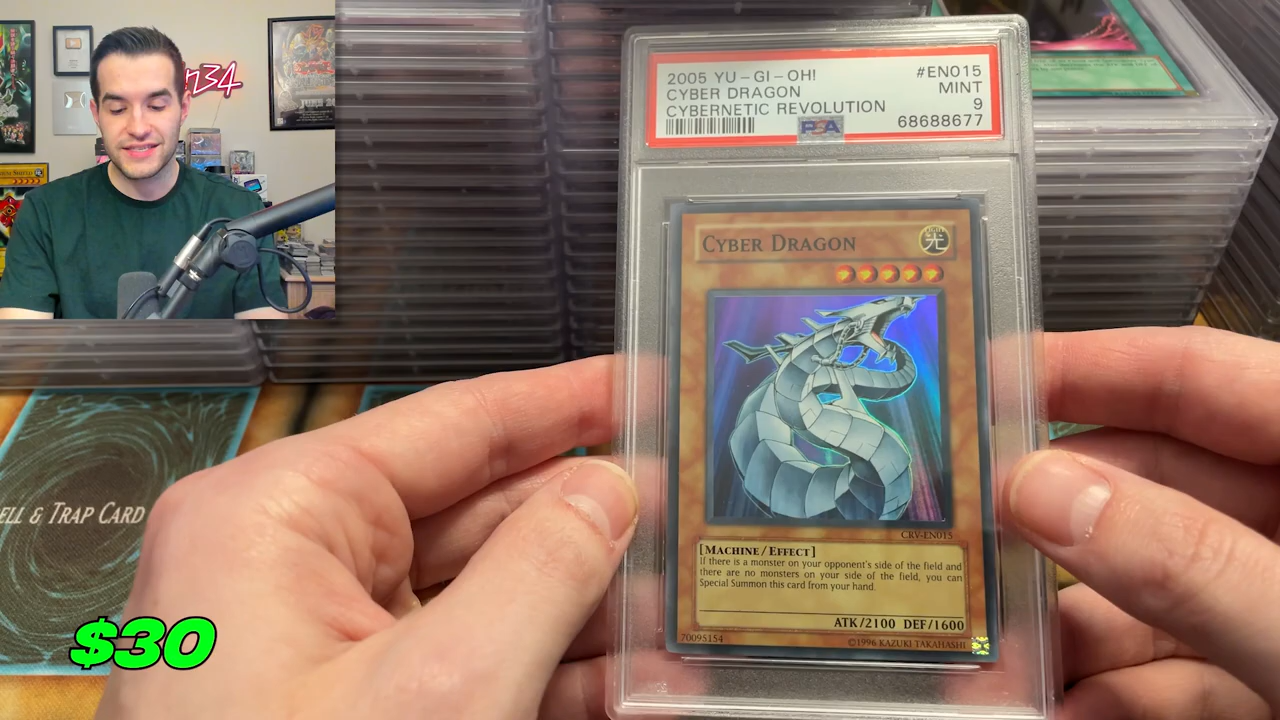 2005 YU-GI-OH! #EN015
CYBER DRAGON MINT
CYBERNETIC REVOLUTION 9
PSA 68688677
CYBER DRAGON
LIGHT
光
CRV-EN015
[MACHINE/EFFECT]
If there is a monster on your opponent's side of the field and
there are no monsters on your side of the field, you can
Special Summon this card from your hand.
ATK/2100 DEF/1600
70095154 ©1996 KAZUKI TAKAHASHI
ELL & TRAP CARD
$30
734